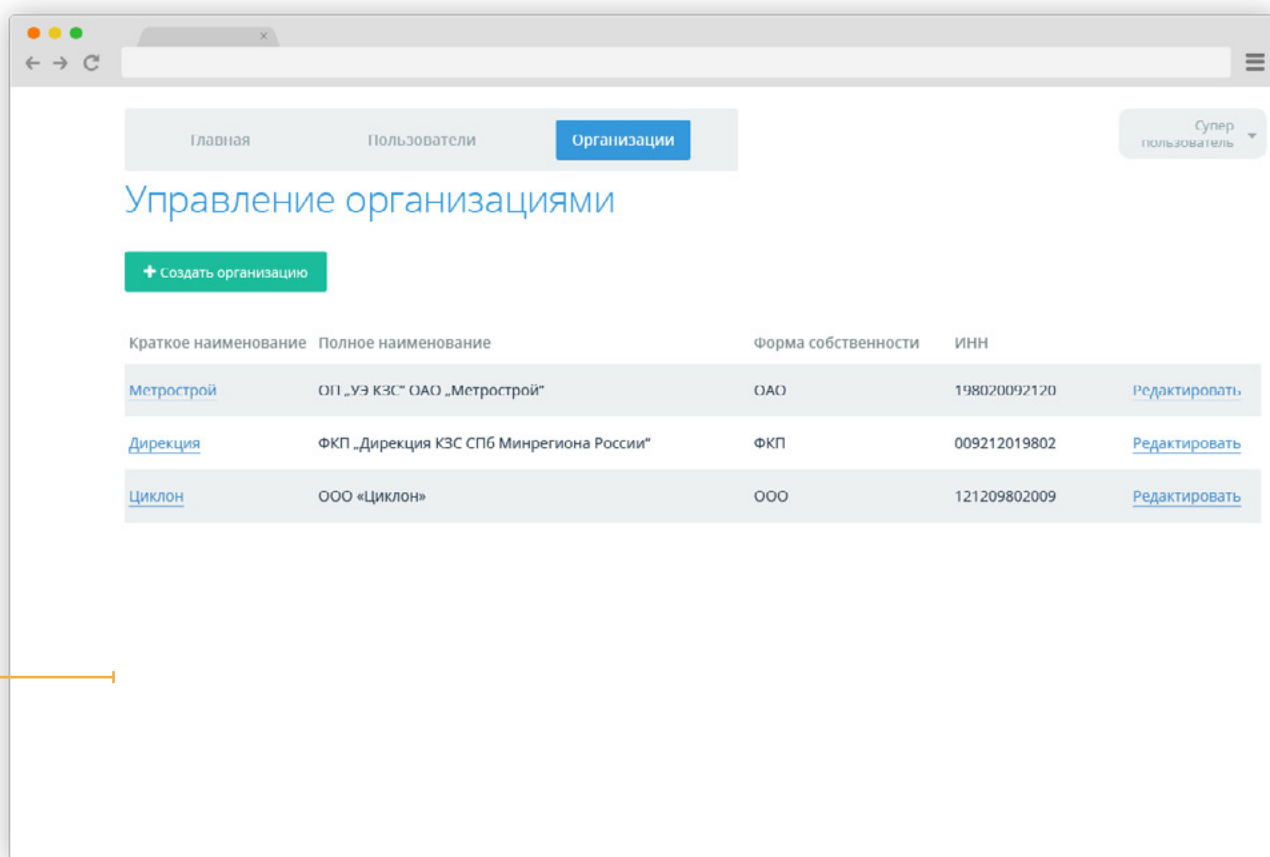 Главная Пользователи Организации
Супер
пользователь
Управление организациями
Создать организацию
Краткое наименование Полное наименование Форма собственности ИНН
Метрострой ОП „УЭ КЗС“ ОАО „Метрострой“ ОАО 198020092120 Редактировать
Дирекция ФКП „Дирекция КЗС СПб Минрегиона России“ ФКП 009212019802 Редактировать
Циклон ООО «Циклон» ООО 121209802009 Редактировать